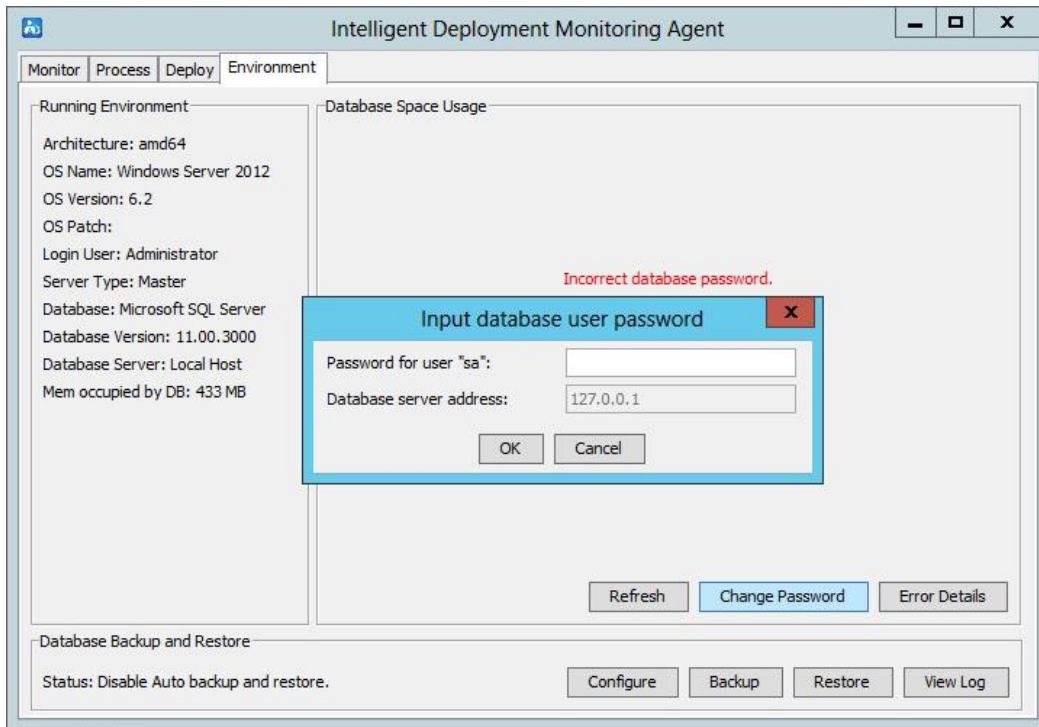 Intelligent Deployment Monitoring Agent
Monitor Process Deploy Environment
Running Environment
Architecture: amd64
OS Name: Windows Server 2012
OS Version: 6.2
OS Patch:
Login User: Administrator
Server Type: Master
Database: Microsoft SQL Server
Database Version: 11.00.3000
Database Server: Local Host
Mem occupied by DB: 433 MB
Database Space Usage
Incorrect database password.
Input database user password
x
Password for user "sa":
Database server address: 127.0.0.1
OK Cancel
Refresh Change Password Error Details
Database Backup and Restore
Status: Disable Auto backup and restore.
Configure Backup Restore View Log